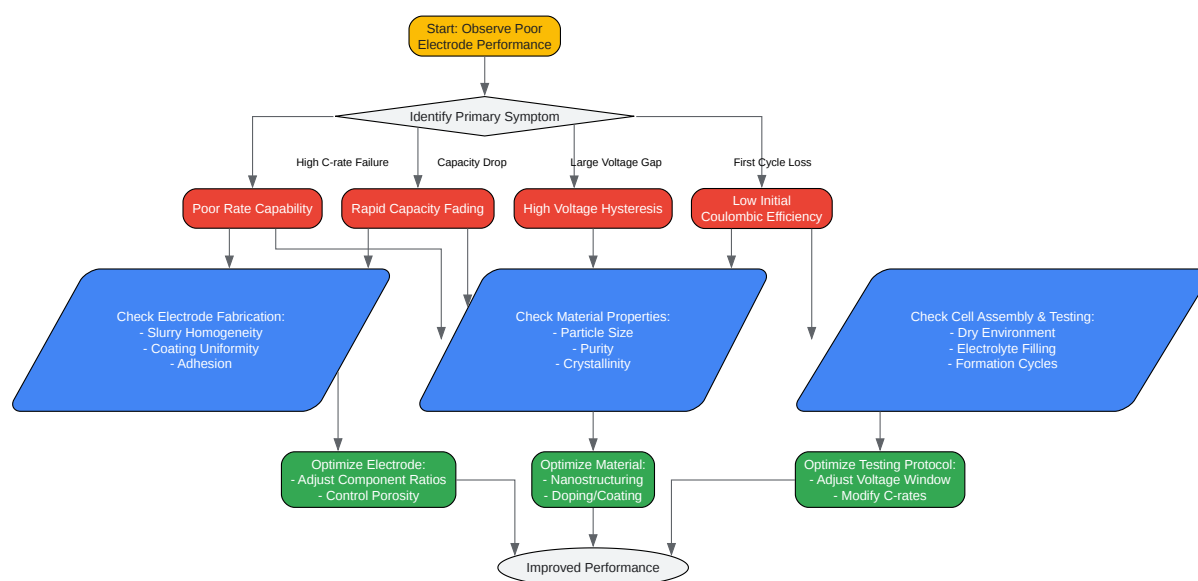 Start: Observe Poor
Electrode Performance
Identify Primary Symptom
High C-rate Failure
Capacity Drop
Large Voltage Gap
First Cycle Loss
Poor Rate Capability
Rapid Capacity Fading
High Voltage Hysteresis
Low Initial
Coulombic Efficiency
Check Electrode Fabrication:
- Slurry Homogeneity
- Coating Uniformity
- Adhesion
Check Material Properties:
- Particle Size
- Purity
- Crystallinity
Check Cell Assembly & Testing:
- Dry Environment
- Electrolyte Filling
- Formation Cycles
Optimize Electrode:
- Adjust Component Ratios
- Control Porosity
Optimize Material:
- Nanostructuring
- Doping/Coating
Optimize Testing Protocol:
- Adjust Voltage Window
- Modify C-rates
Improved Performance